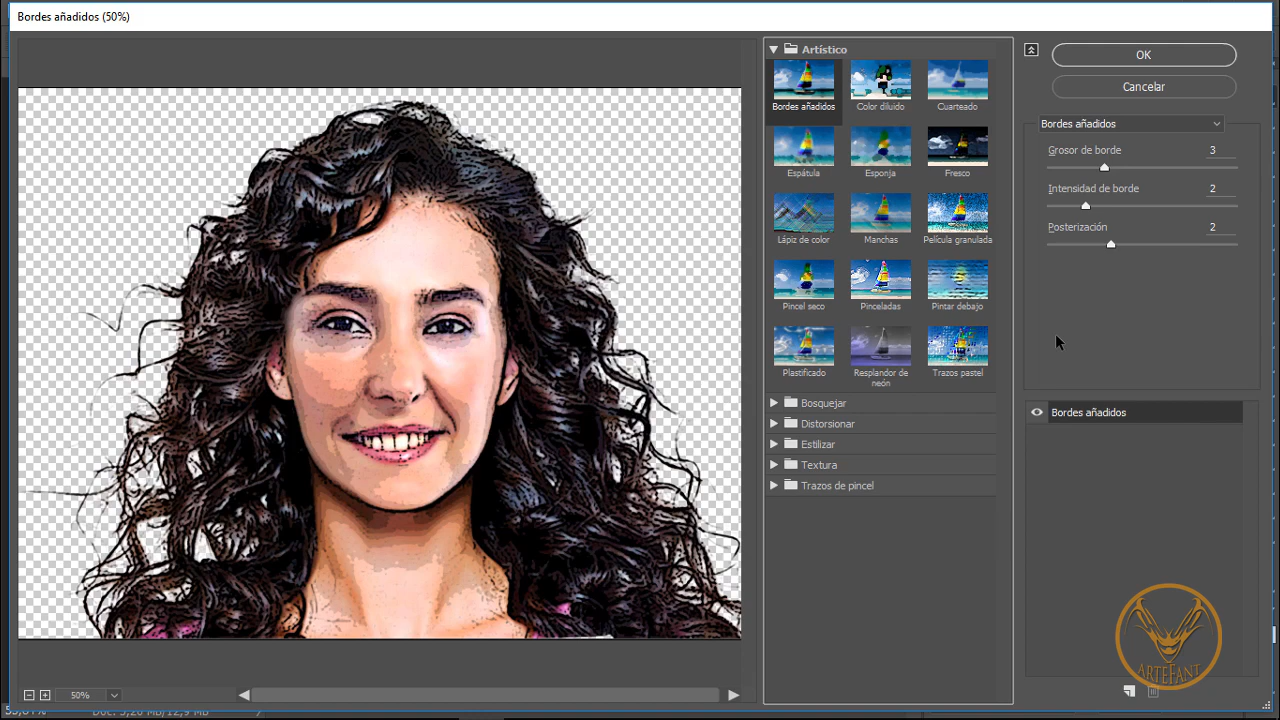 Bordes añadidos (50%)
Artístico
Bordes añadidos
Color diluido
Cuarteado
Espátula
Esponja
Fresco
Lápiz de color
Manchas
Película granulada
Pincel seco
Pinceladas
Pintar debajo
Plastificado
Resplandor de
neón
Trazos pastel
Bosquejar
Distorsionar
Estilizar
Textura
Trazos de pincel
OK
Cancelar
Bordes añadidos
Grosor de borde 3
Intensidad de borde 2
Posterización 2
Bordes añadidos
ARTEFANT
50%